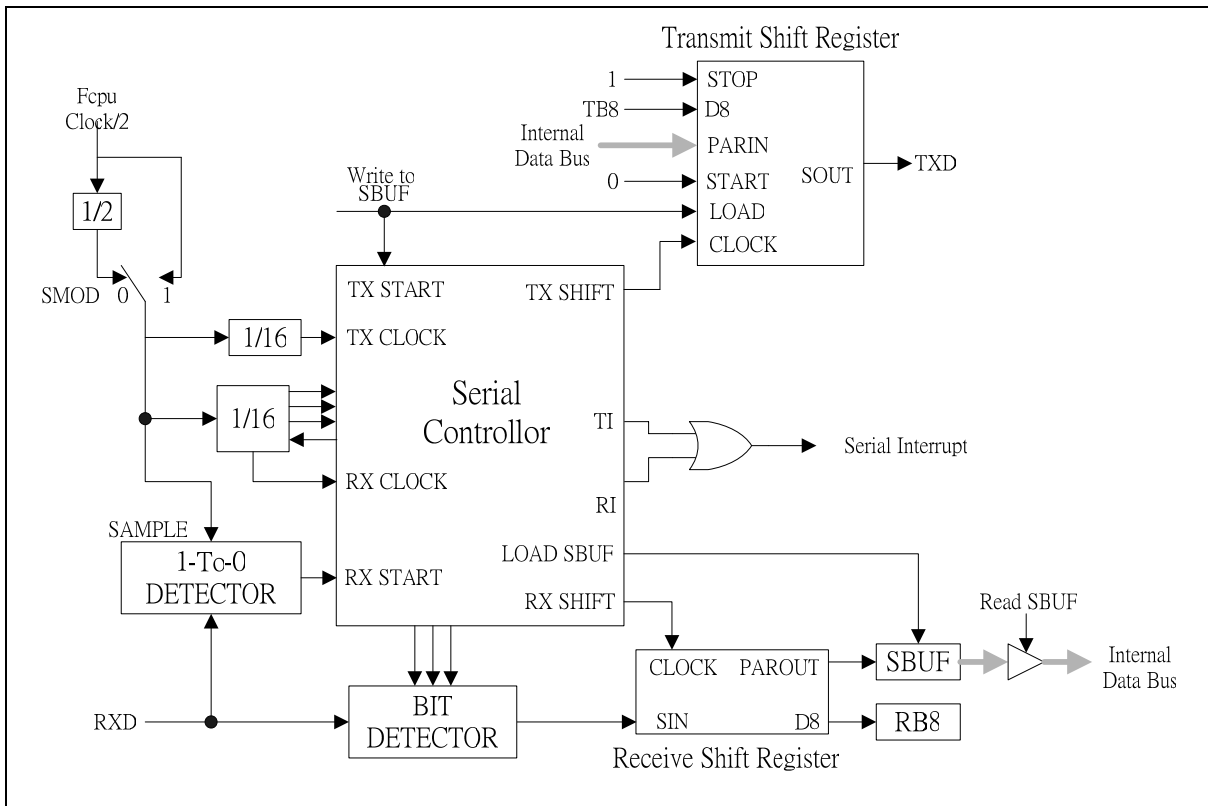 Transmit Shift Register
1
STOP
TB8
D8
Internal
Data Bus
PARIN
0
START
SOUT
TXD
LOAD
CLOCK
Fcpu
Clock/2
1/2
SMOD 0 1
Write to
SBUF
TX START
TX SHIFT
1/16
TX CLOCK
1/16
Serial
Controllor
TI
Serial Interrupt
RX CLOCK
RI
SAMPLE
1-To-0
DETECTOR
RX START
LOAD SBUF
RX SHIFT
Read SBUF
CLOCK
PAROUT
SBUF
Internal
Data Bus
RXD
BIT
DETECTOR
SIN
D8
RB8
Receive Shift Register